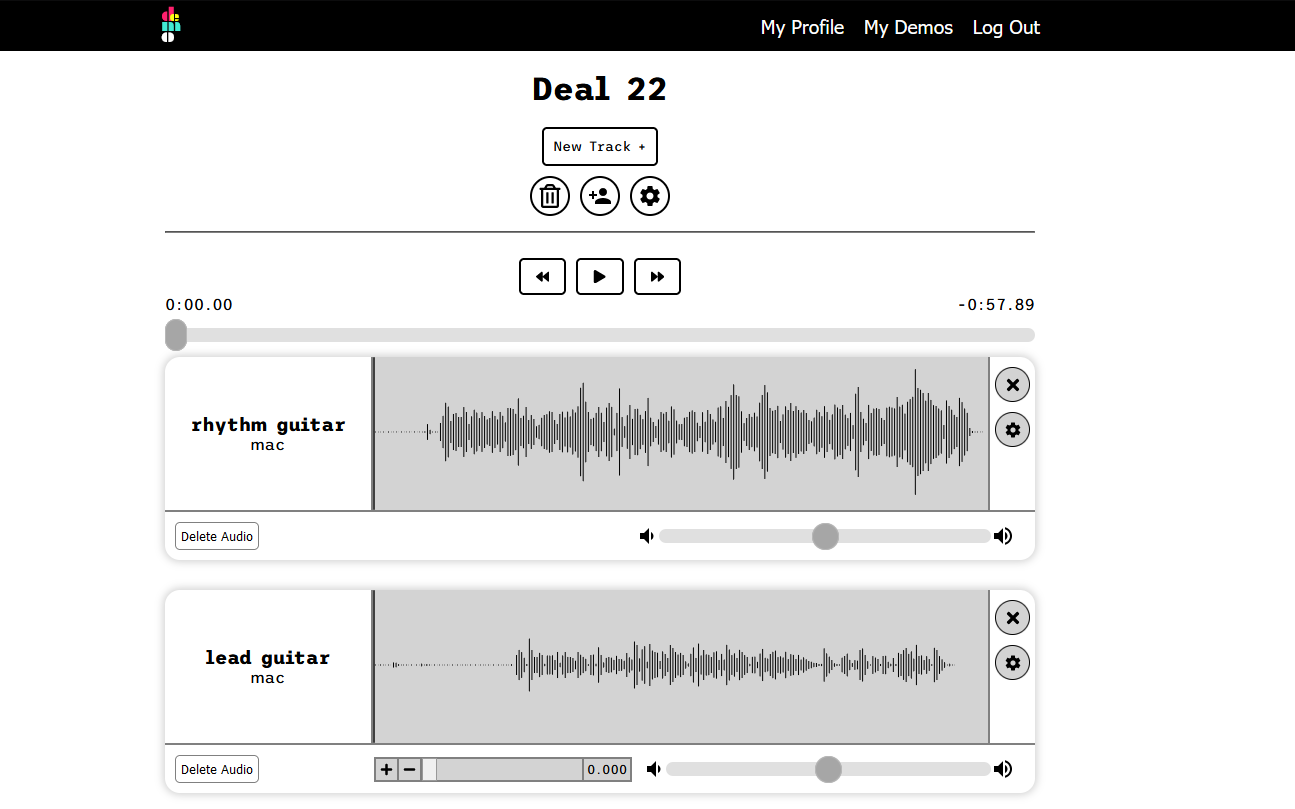 demo
My Profile My Demos Log Out
Deal 22
New Track +
0:00.00 -0:57.89
rhythm guitar
mac
Delete Audio
lead guitar
mac
Delete Audio
0.000